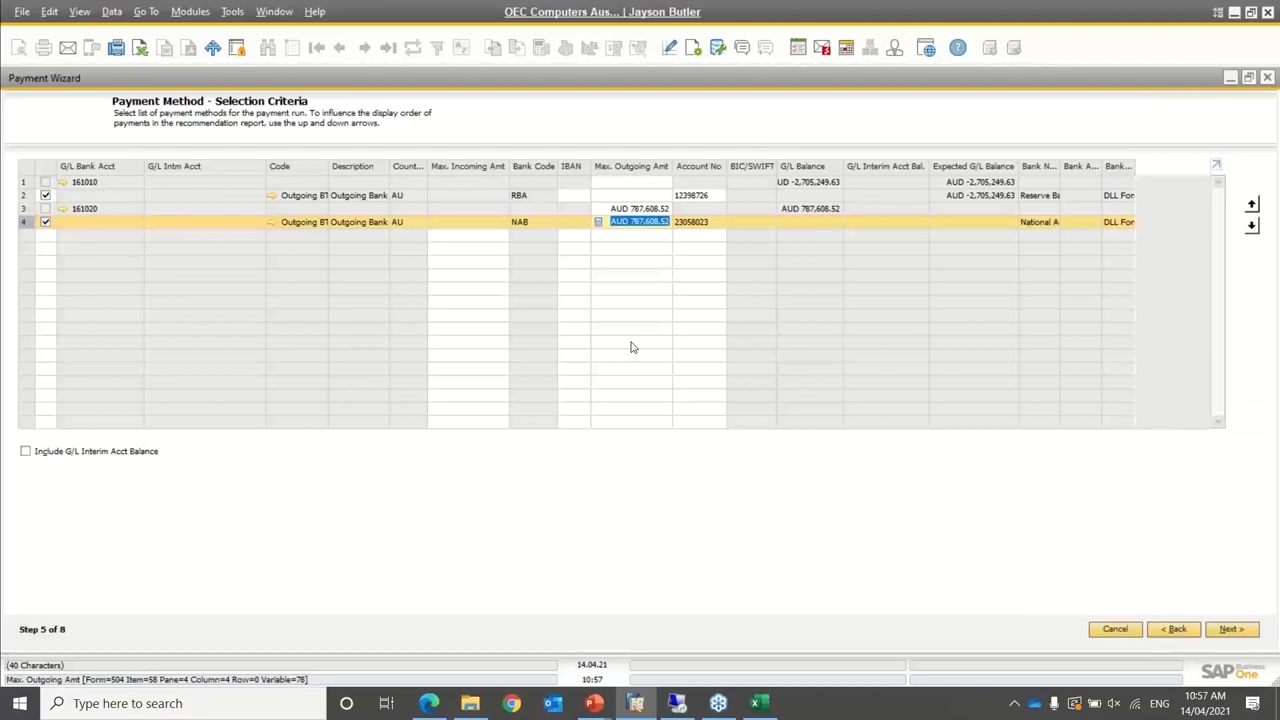 File Edit View Data Go To Modules Tools Window Help OEC Computers Aus... | Jayson Butler
Payment Wizard
Payment Method - Selection Criteria
Select list of payment methods for the payment run. To influence the display order of
payments in the recommendation report, use the up and down arrows.
G/L Bank Acct G/L Intm Acct Code Description Count... Max. Incoming Amt Bank Code IBAN Max. Outgoing Amt Account No BIC/SWIFT G/L Balance G/L Interim Acct Bal. Expected G/L Balance Bank N... Bank A... Bank...
1 161010 UD -2,705,249.63 AUD -2,705,249.63
2 Outgoing BT Outgoing Bank AU RBA 12398726 AUD -2,705,249.63 Reserve Ba DLL For
3 161020 AUD 787,608.52 AUD 787,608.52
4 Outgoing BT Outgoing Bank AU NAB AUD 787,608.52 23058023 National A DLL For
Include G/L Interim Acct Balance
Step 5 of 8
Cancel < Back Next >
(40 Characters) 14.04.21
Max. Outgoing Amt [Form=504 Item=58 Pane=4 Column=4 Row=0 Variable=78] 10:57
SAP Business One
Type here to search
ENG
10:57 AM
14/04/2021